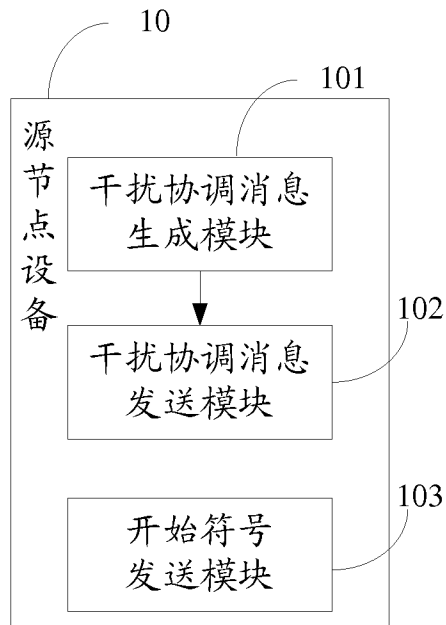 10
101
源节点设备
干扰协调消息
生成模块
102
干扰协调消息
发送模块
103
开始符号
发送模块